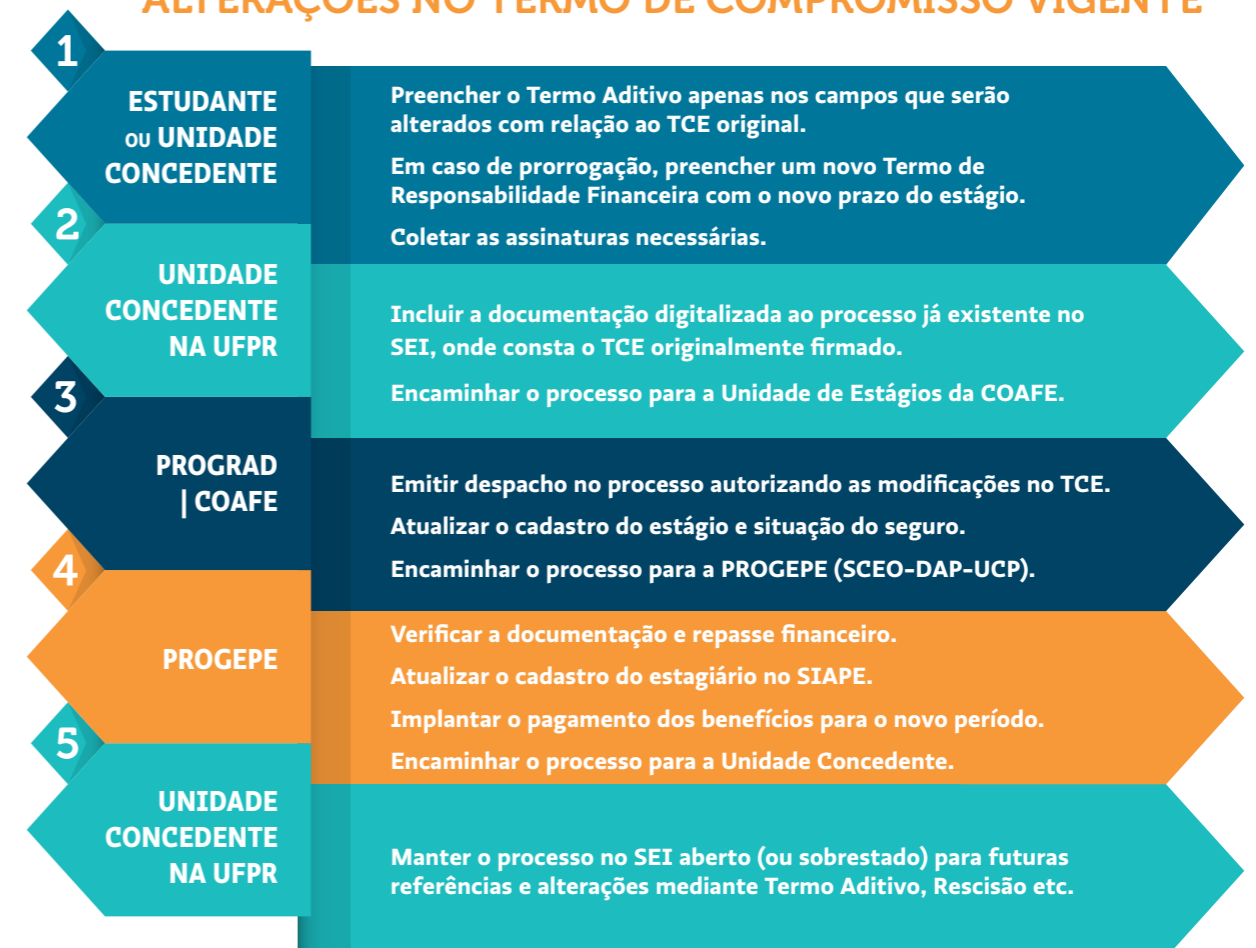 ALTERAÇÕES NO TERMO DE COMPROMISSO VIGENTE
1
ESTUDANTE
OU UNIDADE
CONCEDENTE
Preencher o Termo Aditivo apenas nos campos que serão
alterados com relação ao TCE original.
Em caso de prorrogação, preencher um novo Termo de
Responsabilidade Financeira com o novo prazo do estágio.
Coletar as assinaturas necessárias.
2
UNIDADE
CONCEDENTE
NA UFPR
Incluir a documentação digitalizada ao processo já existente no
SEI, onde consta o TCE originalmente firmado.
Encaminhar o processo para a Unidade de Estágios da COAFE.
3
PROGRAD
| COAFE
Emitir despacho no processo autorizando as modificações no TCE.
Atualizar o cadastro do estágio e situação do seguro.
Encaminhar o processo para a PROGEPE (SCEO-DAP-UCP).
4
PROGEPE
Verificar a documentação e repasse financeiro.
Atualizar o cadastro do estagiário no SIAPE.
Implantar o pagamento dos benefícios para o novo período.
Encaminhar o processo para a Unidade Concedente.
5
UNIDADE
CONCEDENTE
NA UFPR
Manter o processo no SEI aberto (ou sobrestado) para futuras
referências e alterações mediante Termo Aditivo, Rescisão etc.